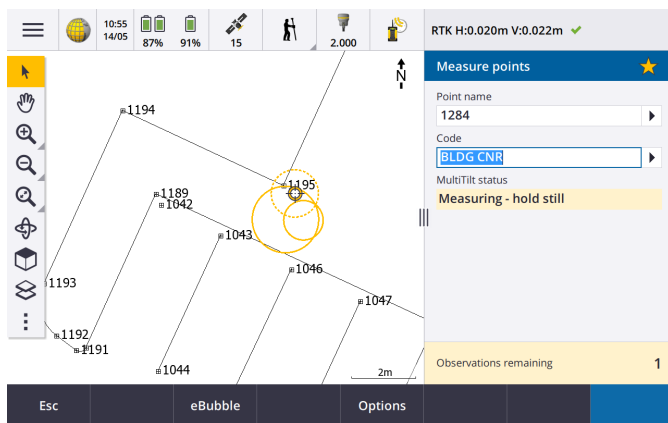 10:55
14/05
87%
91%
15
2.000
RTK H:0.020m V:0.022m
Measure points
Point name
1284
Code
BLDG CNR
MultiTilt status
Measuring - hold still
N
1194
1195
1189
1042
1043
1046
1193
1047
1192
1191
1044
2m
Observations remaining 1
Esc
eBubble
Options